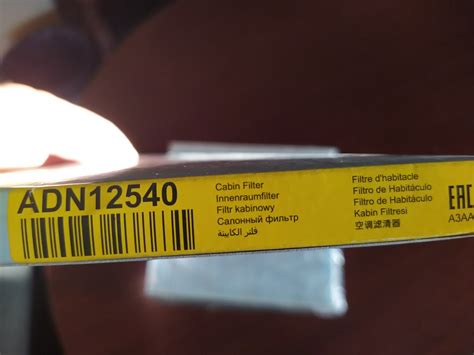 ADN12540
Cabin Filter
Innenraumfilter
Filtr kabinowy
Салонный фильтр
فلتر الكابينة
Filtre d'habitacle
Filtro de Habitáculo
Filtro de Habitáculo
Kabin Filtresi
空调滤清器
EAC
A3AA